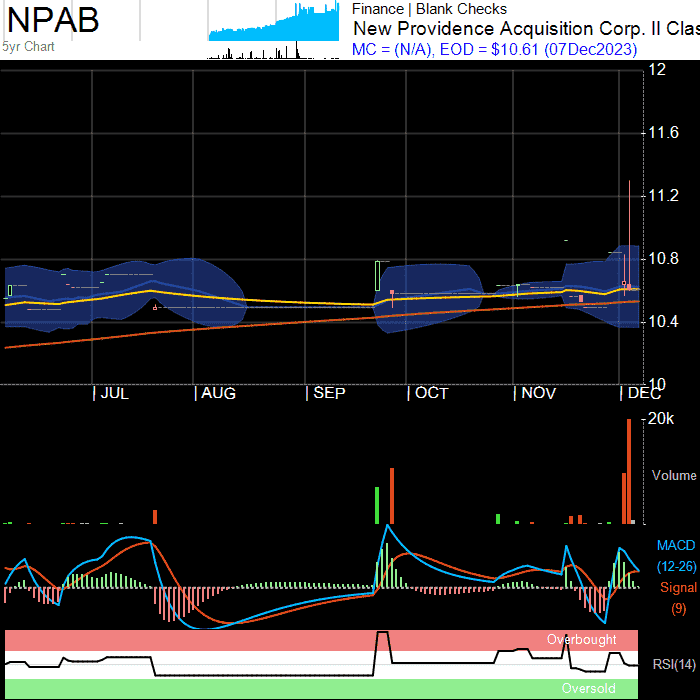 NPAB
5yr Chart
Finance | Blank Checks
New Providence Acquisition Corp. II Clas
MC = (N/A), EOD = $10.61 (07Dec2023)
12
11.6
11.2
10.8
10.4
10
| JUL | AUG | SEP | OCT | NOV | DEC
20k
Volume
MACD
(12-26)
Signal
(9)
Overbought
RSI(14)
Oversold